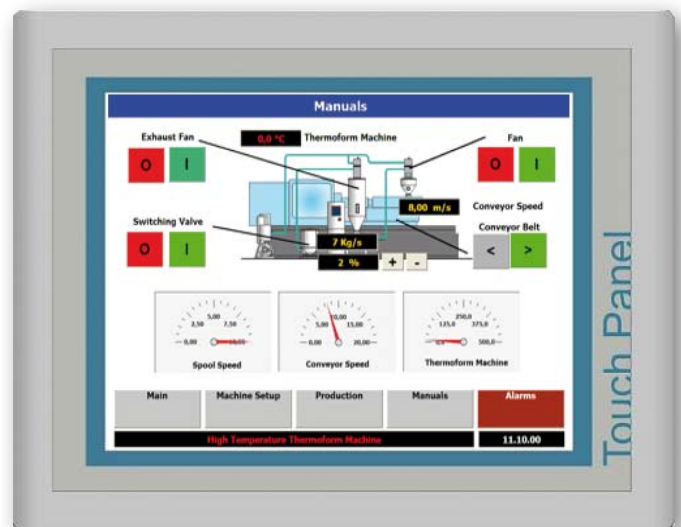 Manuals
Exhaust Fan
0,0 °C
Thermoform Machine
Fan
O
I
O
I
8,00 m/s
Conveyor Speed
Switching Valve
Conveyor Belt
O
I
7 Kg/s
<
>
2 %
+
-
5,00
2,50
7,50
0,00
10,00
Spool Speed
10,00
5,00
15,00
0,00
20,00
Conveyor Speed
250,0
125,0
375,0
0,0
500,0
Thermoform Machine
Main
Machine Setup
Production
Manuals
Alarms
High Temperature Thermoform Machine
11.10.00
Touch Panel